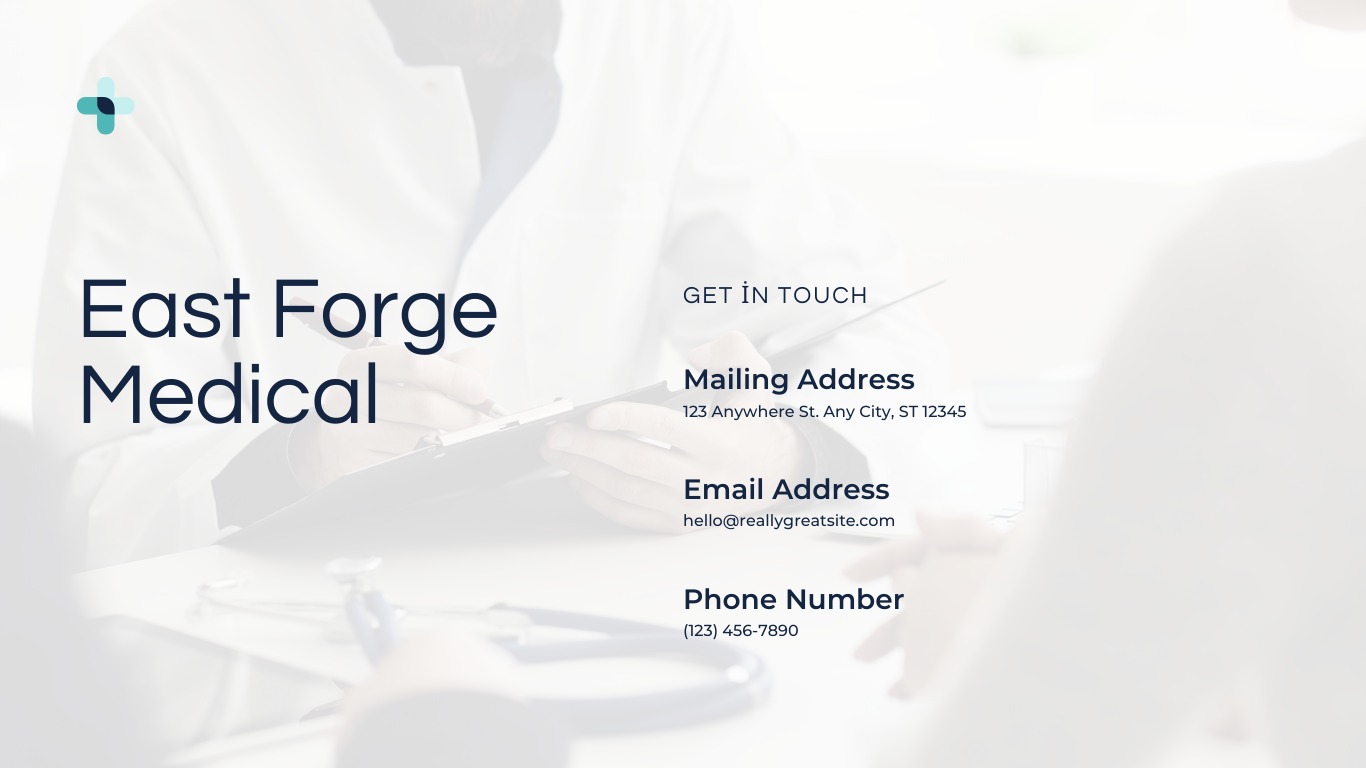 East Forge
Medical
GET İN TOUCH
Mailing Address
123 Anywhere St. Any City, ST 12345
Email Address
hello@reallygreatsite.com
Phone Number
(123) 456-7890